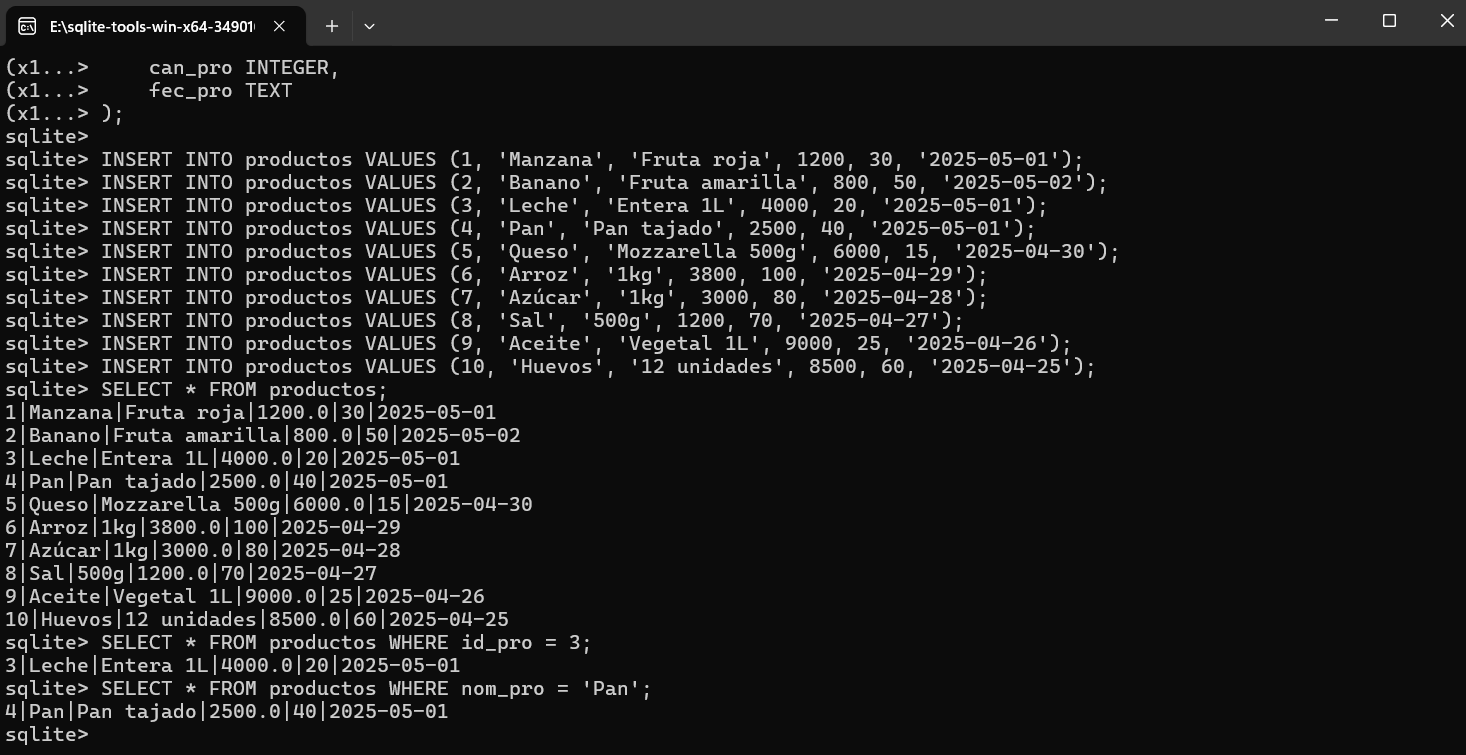 E:\sqlite-tools-win-x64-34901
(x1...>     can_pro INTEGER,
(x1...>     fec_pro TEXT
(x1...> );
sqlite>
sqlite> INSERT INTO productos VALUES (1, 'Manzana', 'Fruta roja', 1200, 30, '2025-05-01');
sqlite> INSERT INTO productos VALUES (2, 'Banano', 'Fruta amarilla', 800, 50, '2025-05-02');
sqlite> INSERT INTO productos VALUES (3, 'Leche', 'Entera 1L', 4000, 20, '2025-05-01');
sqlite> INSERT INTO productos VALUES (4, 'Pan', 'Pan tajado', 2500, 40, '2025-05-01');
sqlite> INSERT INTO productos VALUES (5, 'Queso', 'Mozzarella 500g', 6000, 15, '2025-04-30');
sqlite> INSERT INTO productos VALUES (6, 'Arroz', '1kg', 3800, 100, '2025-04-29');
sqlite> INSERT INTO productos VALUES (7, 'Azúcar', '1kg', 3000, 80, '2025-04-28');
sqlite> INSERT INTO productos VALUES (8, 'Sal', '500g', 1200, 70, '2025-04-27');
sqlite> INSERT INTO productos VALUES (9, 'Aceite', 'Vegetal 1L', 9000, 25, '2025-04-26');
sqlite> INSERT INTO productos VALUES (10, 'Huevos', '12 unidades', 8500, 60, '2025-04-25');
sqlite> SELECT * FROM productos;
1|Manzana|Fruta roja|1200.0|30|2025-05-01
2|Banano|Fruta amarilla|800.0|50|2025-05-02
3|Leche|Entera 1L|4000.0|20|2025-05-01
4|Pan|Pan tajado|2500.0|40|2025-05-01
5|Queso|Mozzarella 500g|6000.0|15|2025-04-30
6|Arroz|1kg|3800.0|100|2025-04-29
7|Azúcar|1kg|3000.0|80|2025-04-28
8|Sal|500g|1200.0|70|2025-04-27
9|Aceite|Vegetal 1L|9000.0|25|2025-04-26
10|Huevos|12 unidades|8500.0|60|2025-04-25
sqlite> SELECT * FROM productos WHERE id_pro = 3;
3|Leche|Entera 1L|4000.0|20|2025-05-01
sqlite> SELECT * FROM productos WHERE nom_pro = 'Pan';
4|Pan|Pan tajado|2500.0|40|2025-05-01
sqlite>